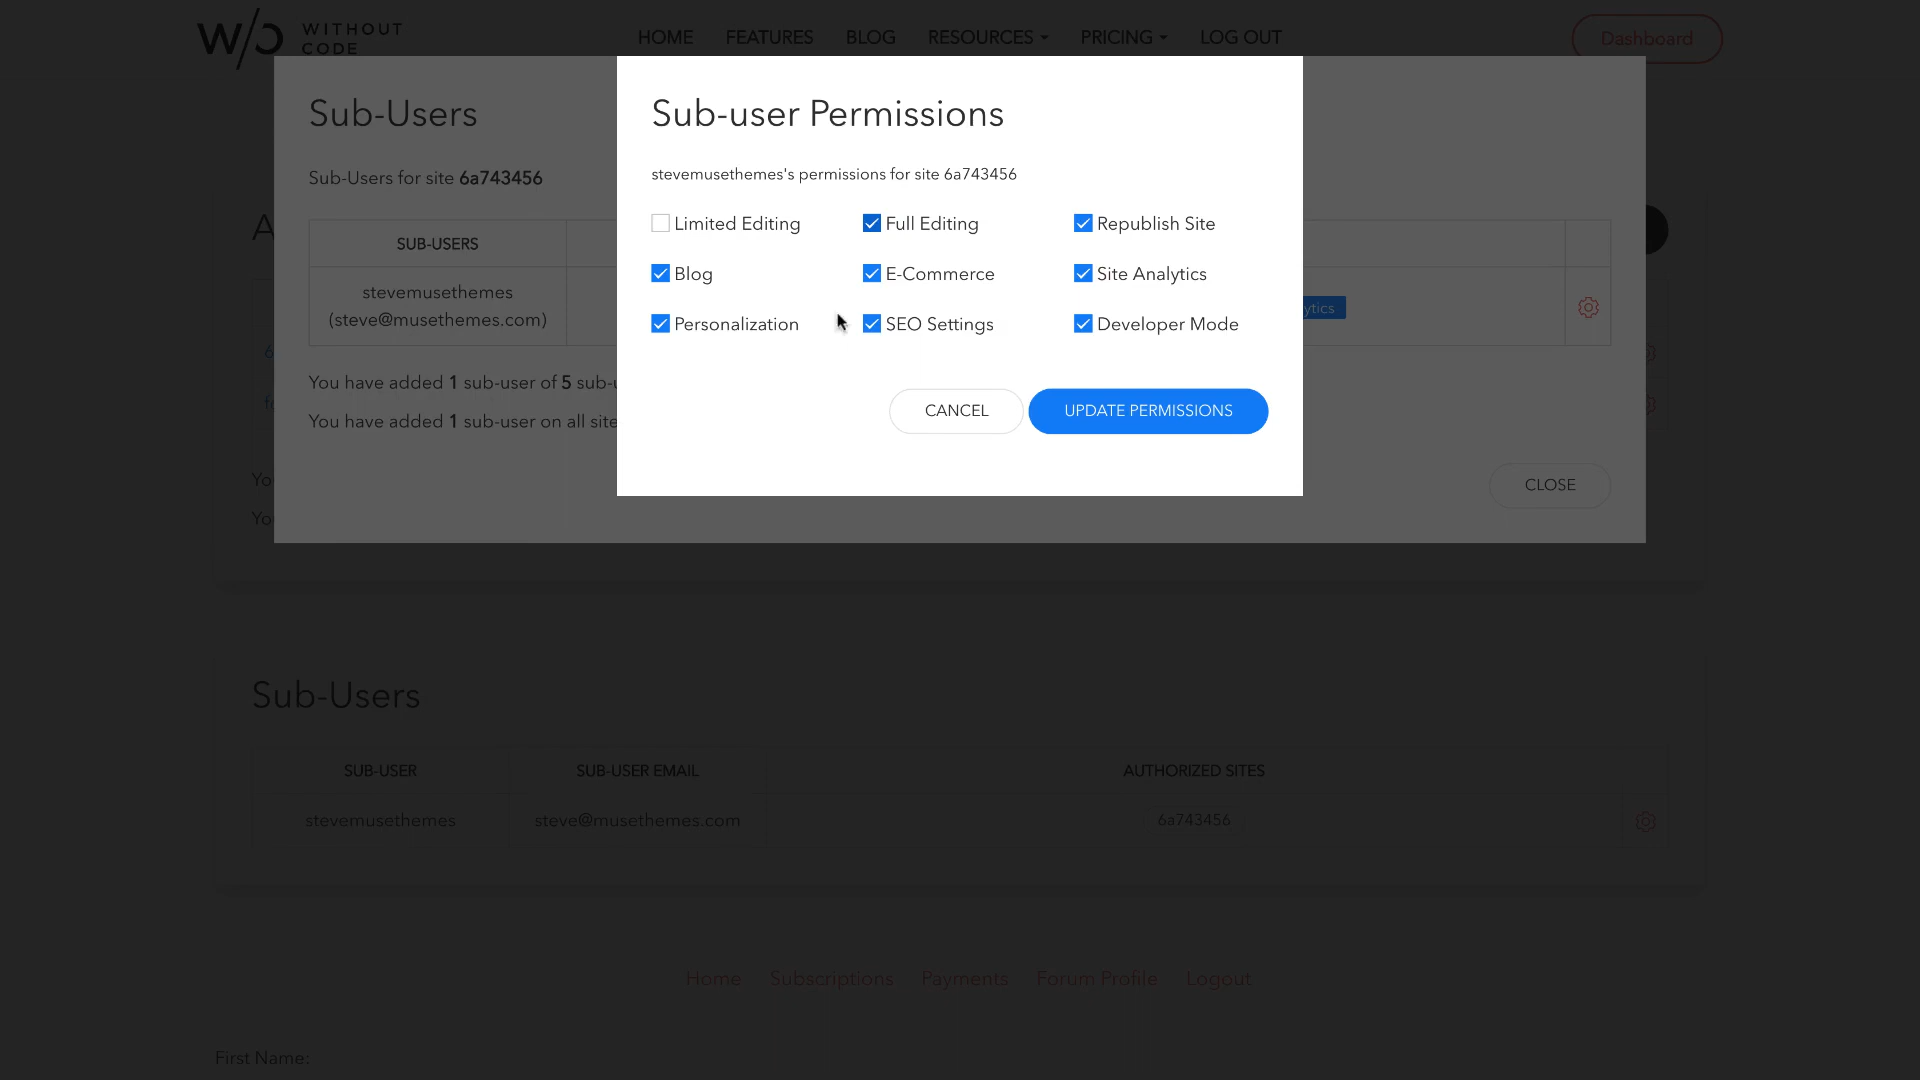 W/O WITHOUT
CODE
HOME FEATURES BLOG RESOURCES PRICING LOG OUT Dashboard
Sub-Users
Sub-Users for site 6a743456
SUB-USERS
stevemusethemes
(steve@musethemes.com)
You have added 1 sub-user of 5
You have added 1 sub-user on all
Sub-user Permissions
stevemusethemes's permissions for site 6a743456
Limited Editing Full Editing Republish Site
Blog E-Commerce Site Analytics
Personalization SEO Settings Developer Mode
CANCEL UPDATE PERMISSIONS
CLOSE
Sub-Users
SUB-USER SUB-USER EMAIL AUTHORIZED SITES
stevemusethemes steve@musethemes.com 6a743456
Home Subscriptions Payments Forum Profile Logout
First Name: